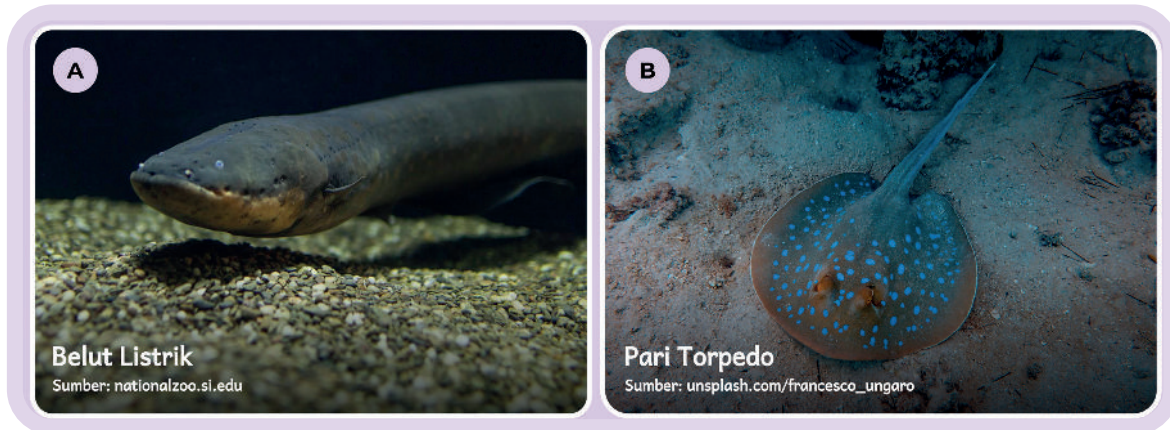 A
Belut Listrik
Sumber: nationalzoo.si.edu
B
Pari Torpedo
Sumber: unsplash.com/francesco_ungaro